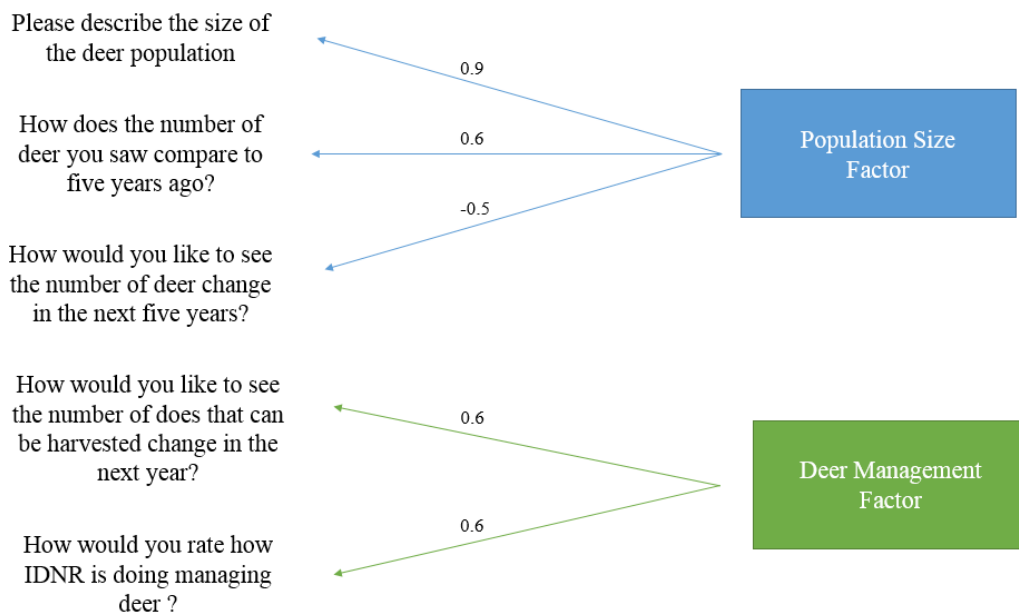 Please describe the size of
the deer population
0.9
How does the number of
deer you saw compare to
five years ago?
0.6
Population Size
Factor
-0.5
How would you like to see
the number of deer change
in the next five years?
How would you like to see
the number of does that can
be harvested change in the
next year?
0.6
Deer Management
Factor
0.6
How would you rate how
IDNR is doing managing
deer ?